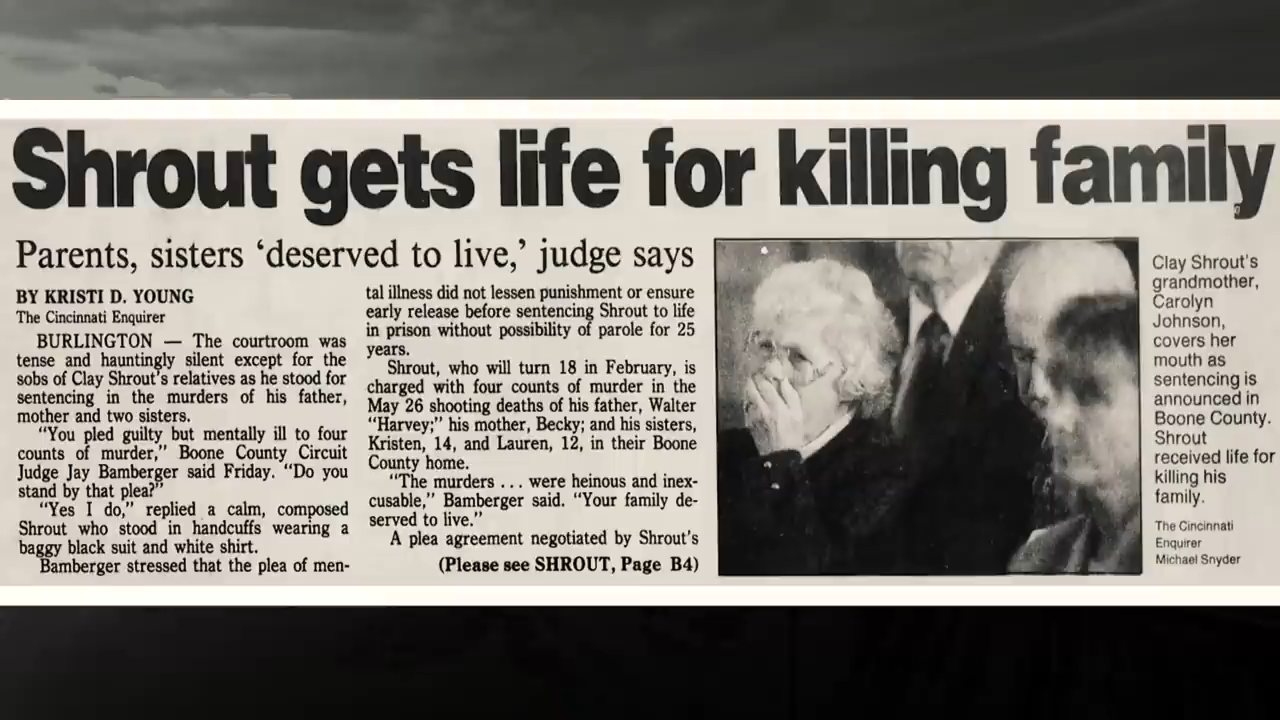 Shrout gets life for killing family
Parents, sisters ‘deserved to live,’ judge says
BY KRISTI D. YOUNG
The Cincinnati Enquirer
BURLINGTON — The courtroom was
tense and hauntingly silent except for the
sobs of Clay Shrout's relatives as he stood for
sentencing in the murders of his father,
mother and two sisters.
"You pled guilty but mentally ill to four
counts of murder," Boone County Circuit
Judge Jay Bamberger said Friday. "Do you
stand by that plea?"
"Yes I do," replied a calm, composed
Shrout who stood in handcuffs wearing a
baggy black suit and white shirt.
Bamberger stressed that the plea of men-
tal illness did not lessen punishment or ensure
early release before sentencing Shrout to life
in prison without possibility of parole for 25
years.
Shrout, who will turn 18 in February, is
charged with four counts of murder in the
May 26 shooting deaths of his father, Walter
"Harvey;" his mother, Becky; and his sisters,
Kristen, 14, and Lauren, 12, in their Boone
County home.
"The murders . . . were heinous and inex-
cusable," Bamberger said. "Your family de-
served to live."
A plea agreement negotiated by Shrout's
(Please see SHROUT, Page B4)
Clay Shrout's
grandmother,
Carolyn
Johnson,
covers her
mouth as
sentencing is
announced in
Boone County.
Shrout
received life for
killing his
family.
The Cincinnati
Enquirer
Michael Snyder